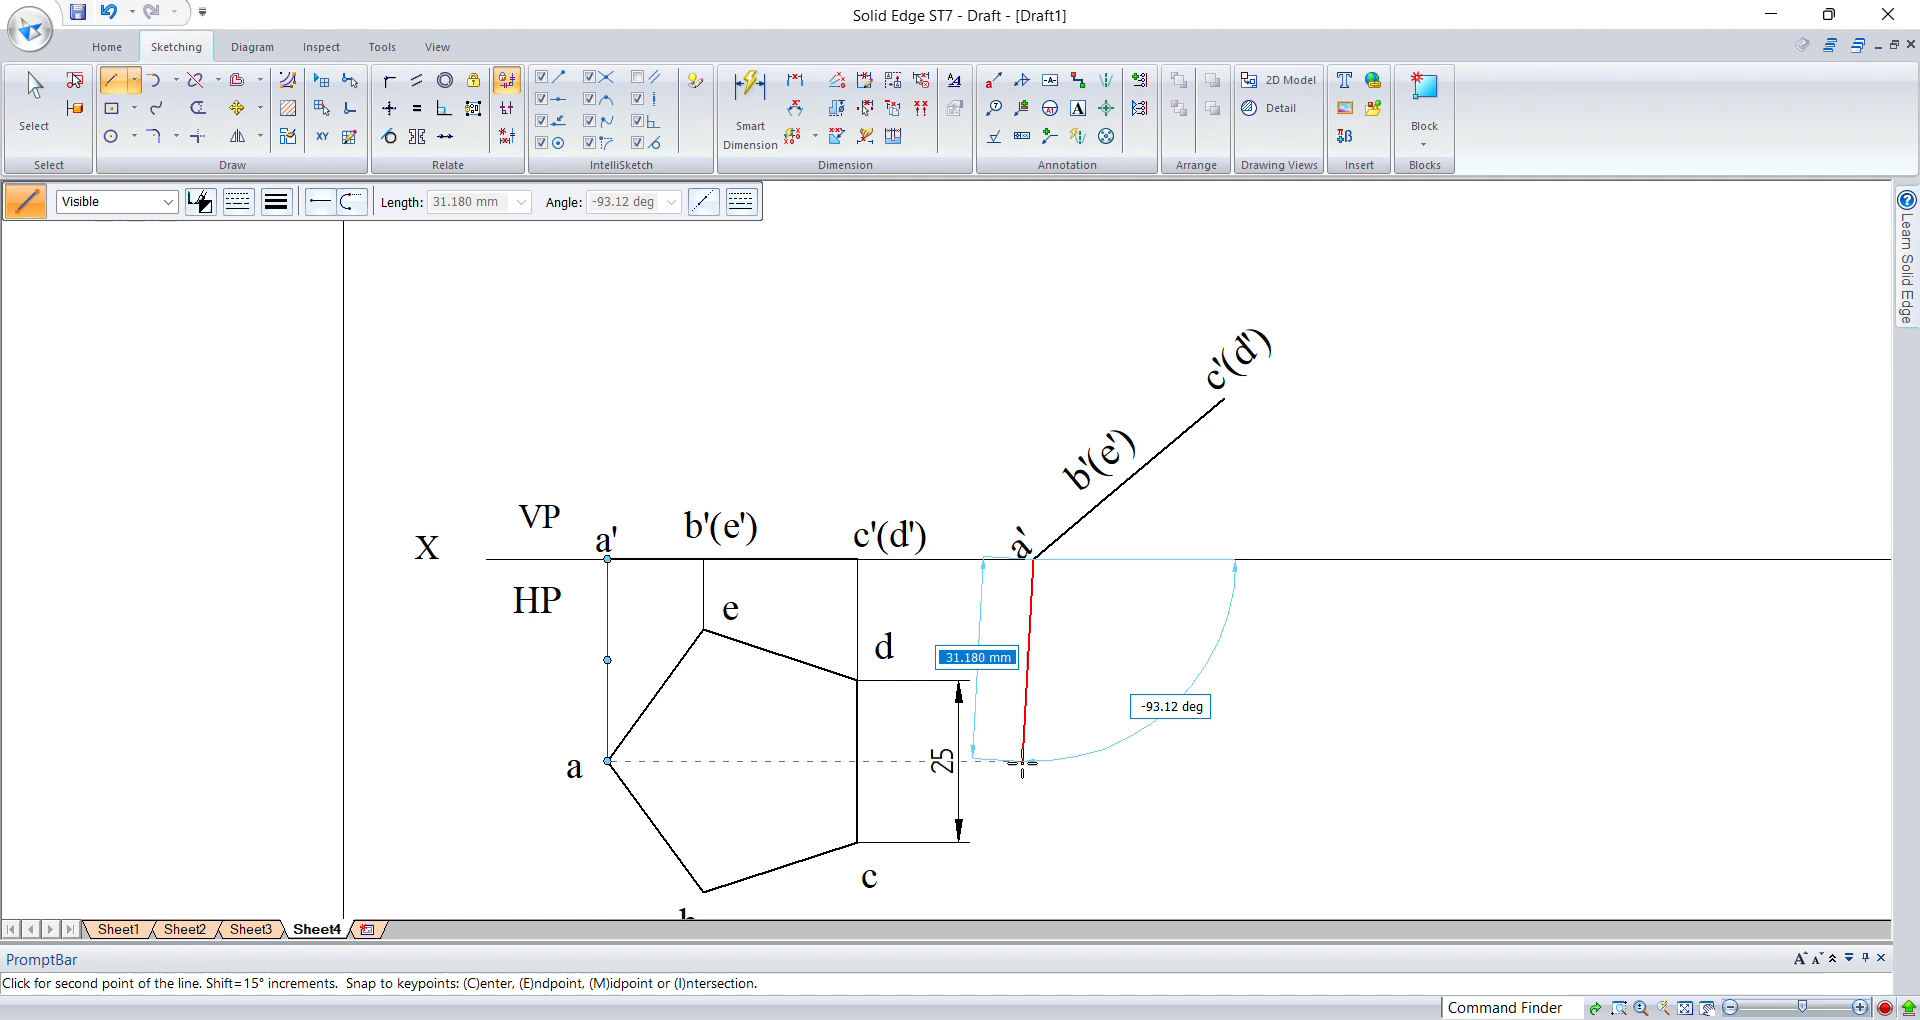 Solid Edge ST7 - Draft - [Draft1]
Home
Sketching
Diagram
Inspect
Tools
View
Select
Select
Draw
Relate
IntelliSketch
Smart
Dimension
Dimension
Annotation
Arrange
2D Model
Detail
Drawing Views
Insert
Block
Blocks
Visible
Length: 31.180 mm
Angle: -93.12 deg
Learn Solid Edge
c'(d')
b'(e')
a'
VP
X
a'
b'(e')
c'(d')
HP
e
d
31.180 mm
-93.12 deg
25
a
c
Sheet1
Sheet2
Sheet3
Sheet4
PromptBar
Click for second point of the line. Shift=15° increments. Snap to keypoints: (C)enter, (E)ndpoint, (M)idpoint or (I)ntersection.
Command Finder